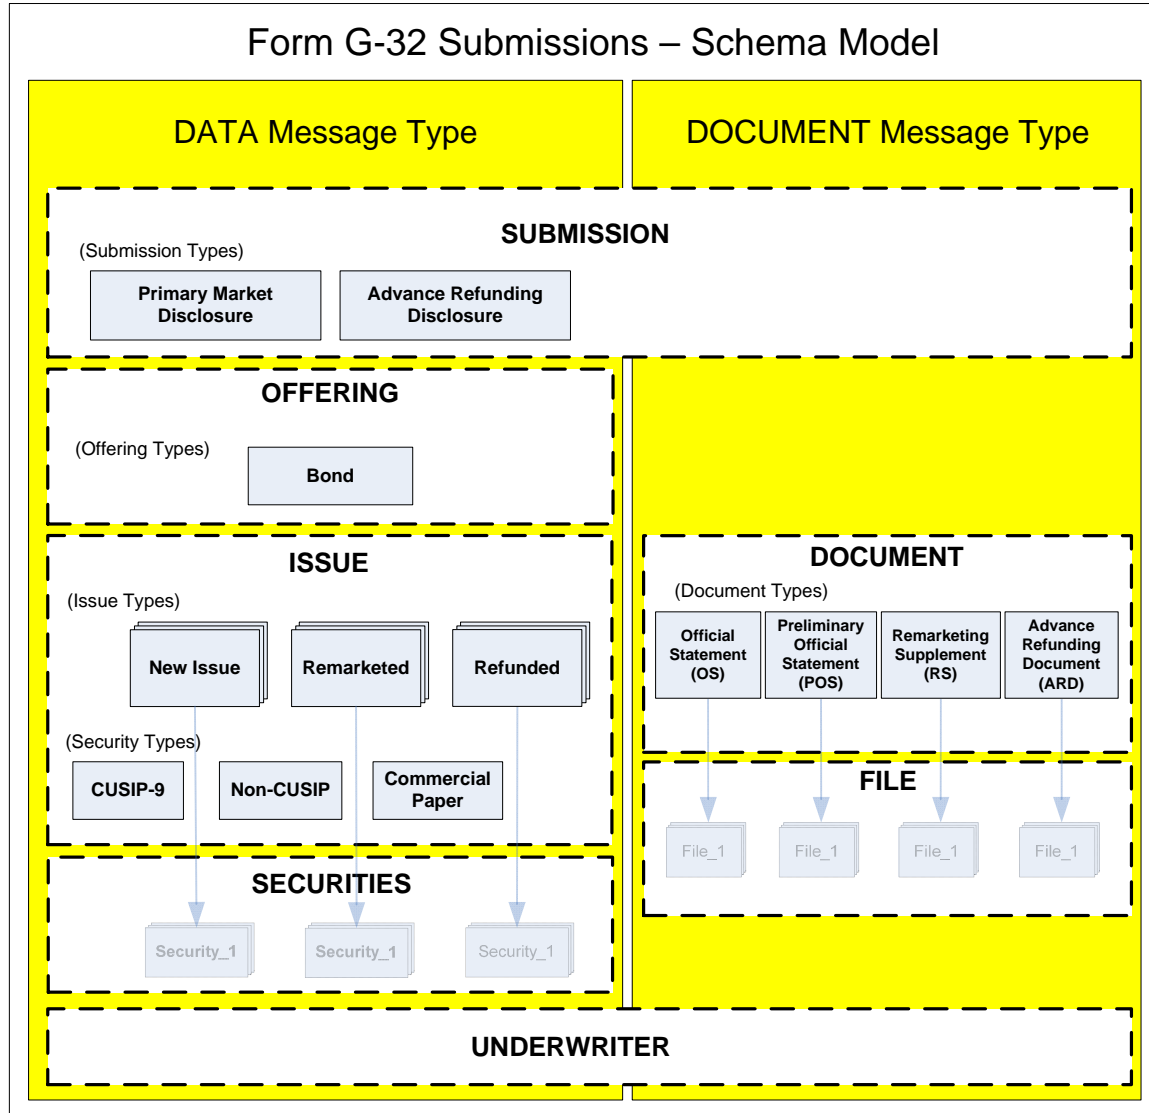 Form G-32 Submissions – Schema Model
DATA Message Type
DOCUMENT Message Type
SUBMISSION
(Submission Types)
Primary Market
Disclosure
Advance Refunding
Disclosure
OFFERING
(Offering Types)
Bond
ISSUE
(Issue Types)
New Issue
Remarketed
Refunded
(Security Types)
CUSIP-9
Non-CUSIP
Commercial
Paper
SECURITIES
Security_1
Security_1
Security_1
DOCUMENT
(Document Types)
Official
Statement
(OS)
Preliminary
Official
Statement
(POS)
Remarketing
Supplement
(RS)
Advance
Refunding
Document
(ARD)
FILE
File_1
File_1
File_1
File_1
UNDERWRITER